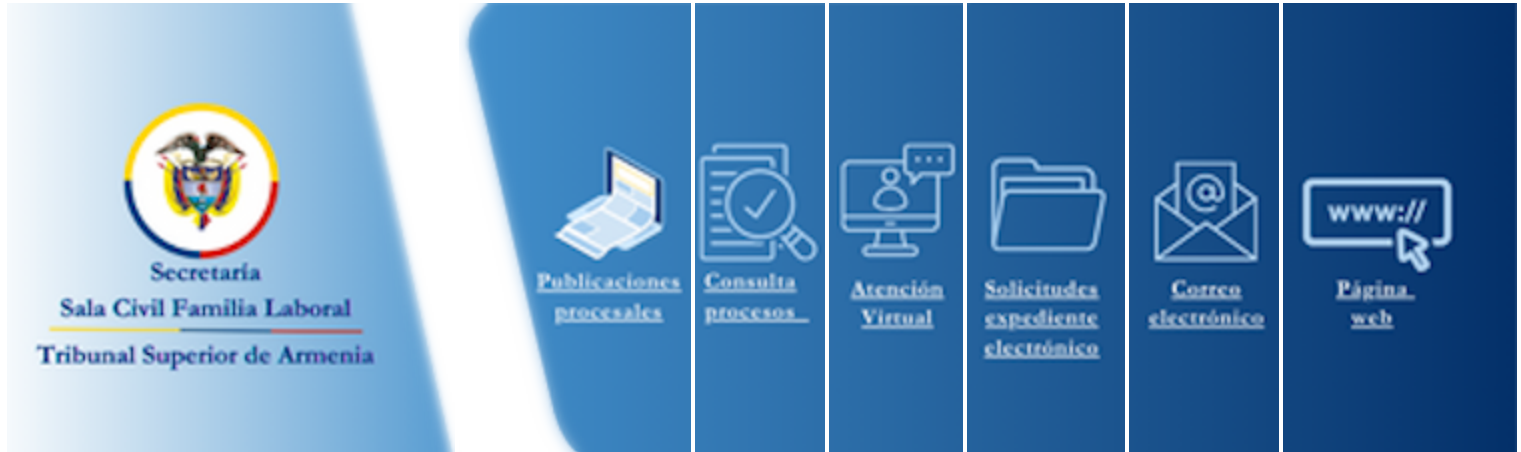 Secretaría
Sala Civil Familia Laboral
Tribunal Superior de Armenia
Publicaciones
procesales
Consulta
procesos
Atención
Virtual
Solicitudes
expediente
electrónico
@
Correo
electrónico
www://
Página
web